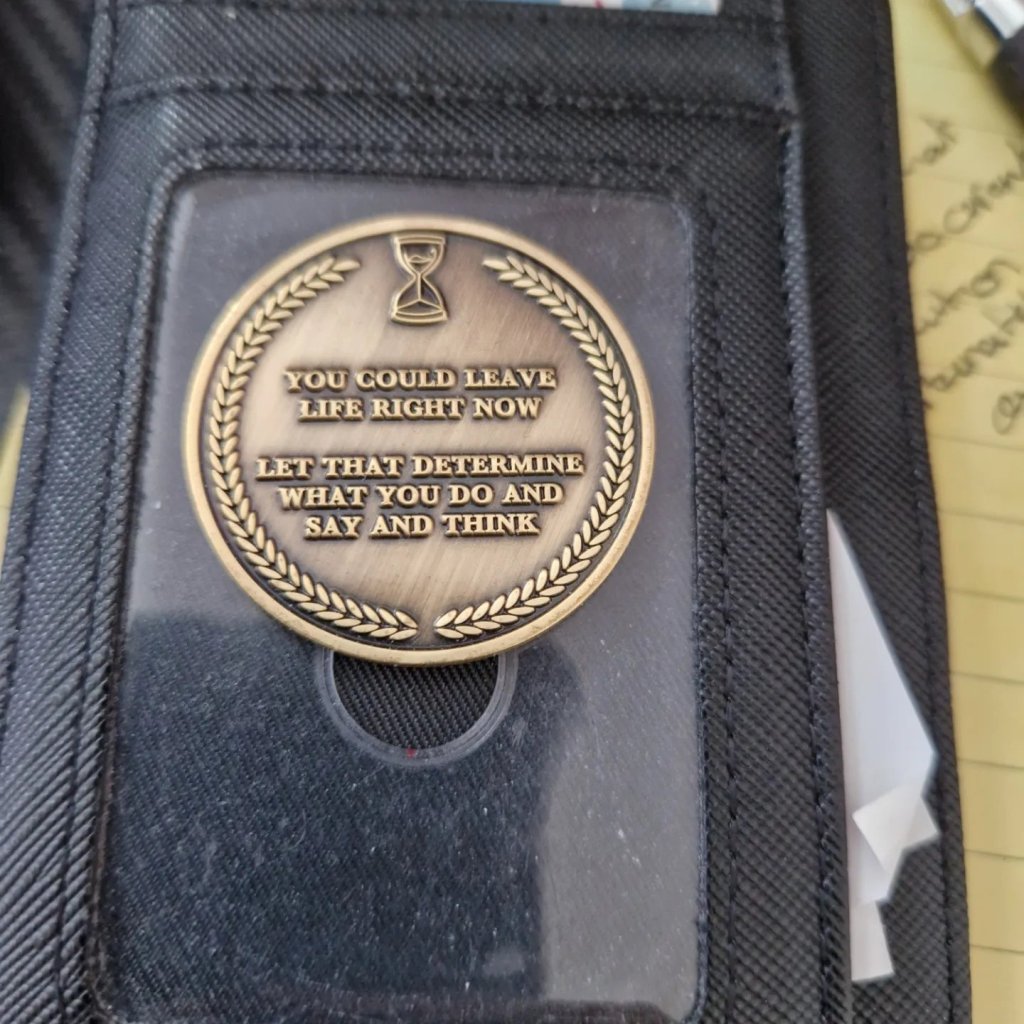 YOU COULD LEAVE
LIFE RIGHT NOW
LET THAT DETERMINE
WHAT YOU DO AND
SAY AND THINK